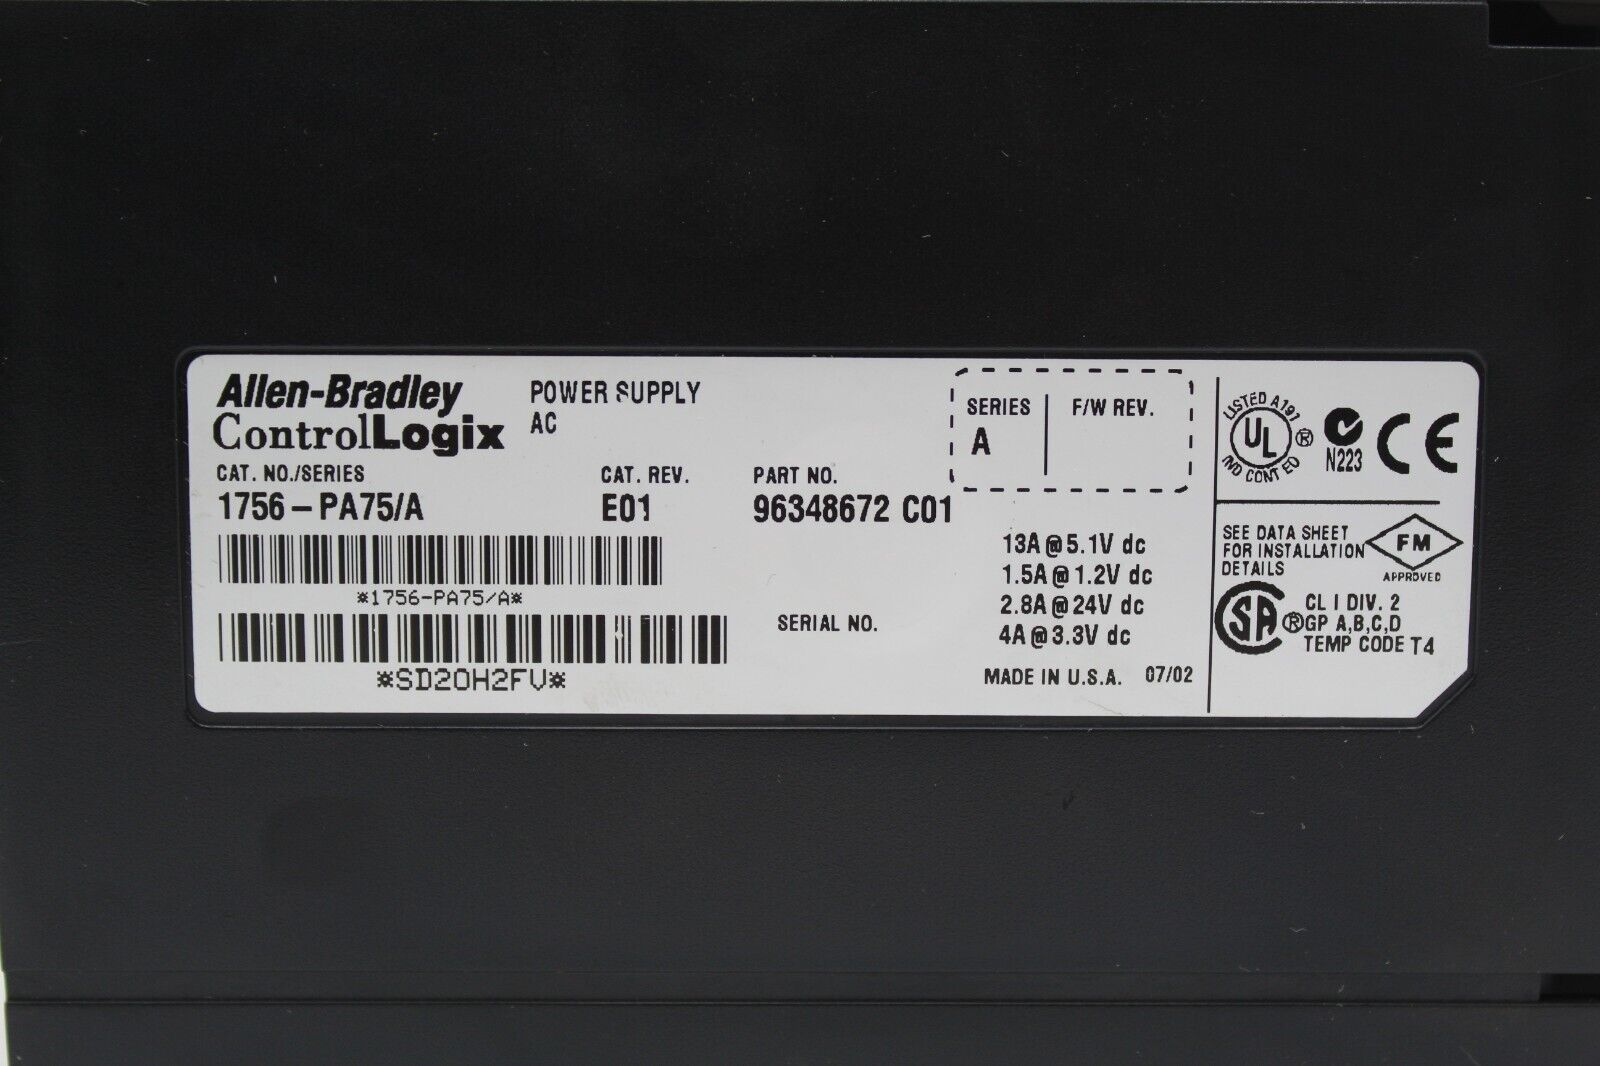 Allen-Bradley
ControlLogix
POWER SUPPLY
AC
CAT. NO./SERIES
1756-PA75/A
CAT. REV.
E01
PART NO.
96348672 C01
SERIES
A
F/W REV.
*1756-PA75/A*
*SD20H2FV*
SERIAL NO.
13A@5.1V dc
1.5A@1.2V dc
2.8A@24V dc
4A@3.3V dc
MADE IN U.S.A. 07/02
LISTED A197
UL ®
IND CONT EQ
N223
CE
SEE DATA SHEET
FOR INSTALLATION
DETAILS
FM
APPROVED
SA ®
CL I DIV. 2
GP A,B,C,D
TEMP CODE T4